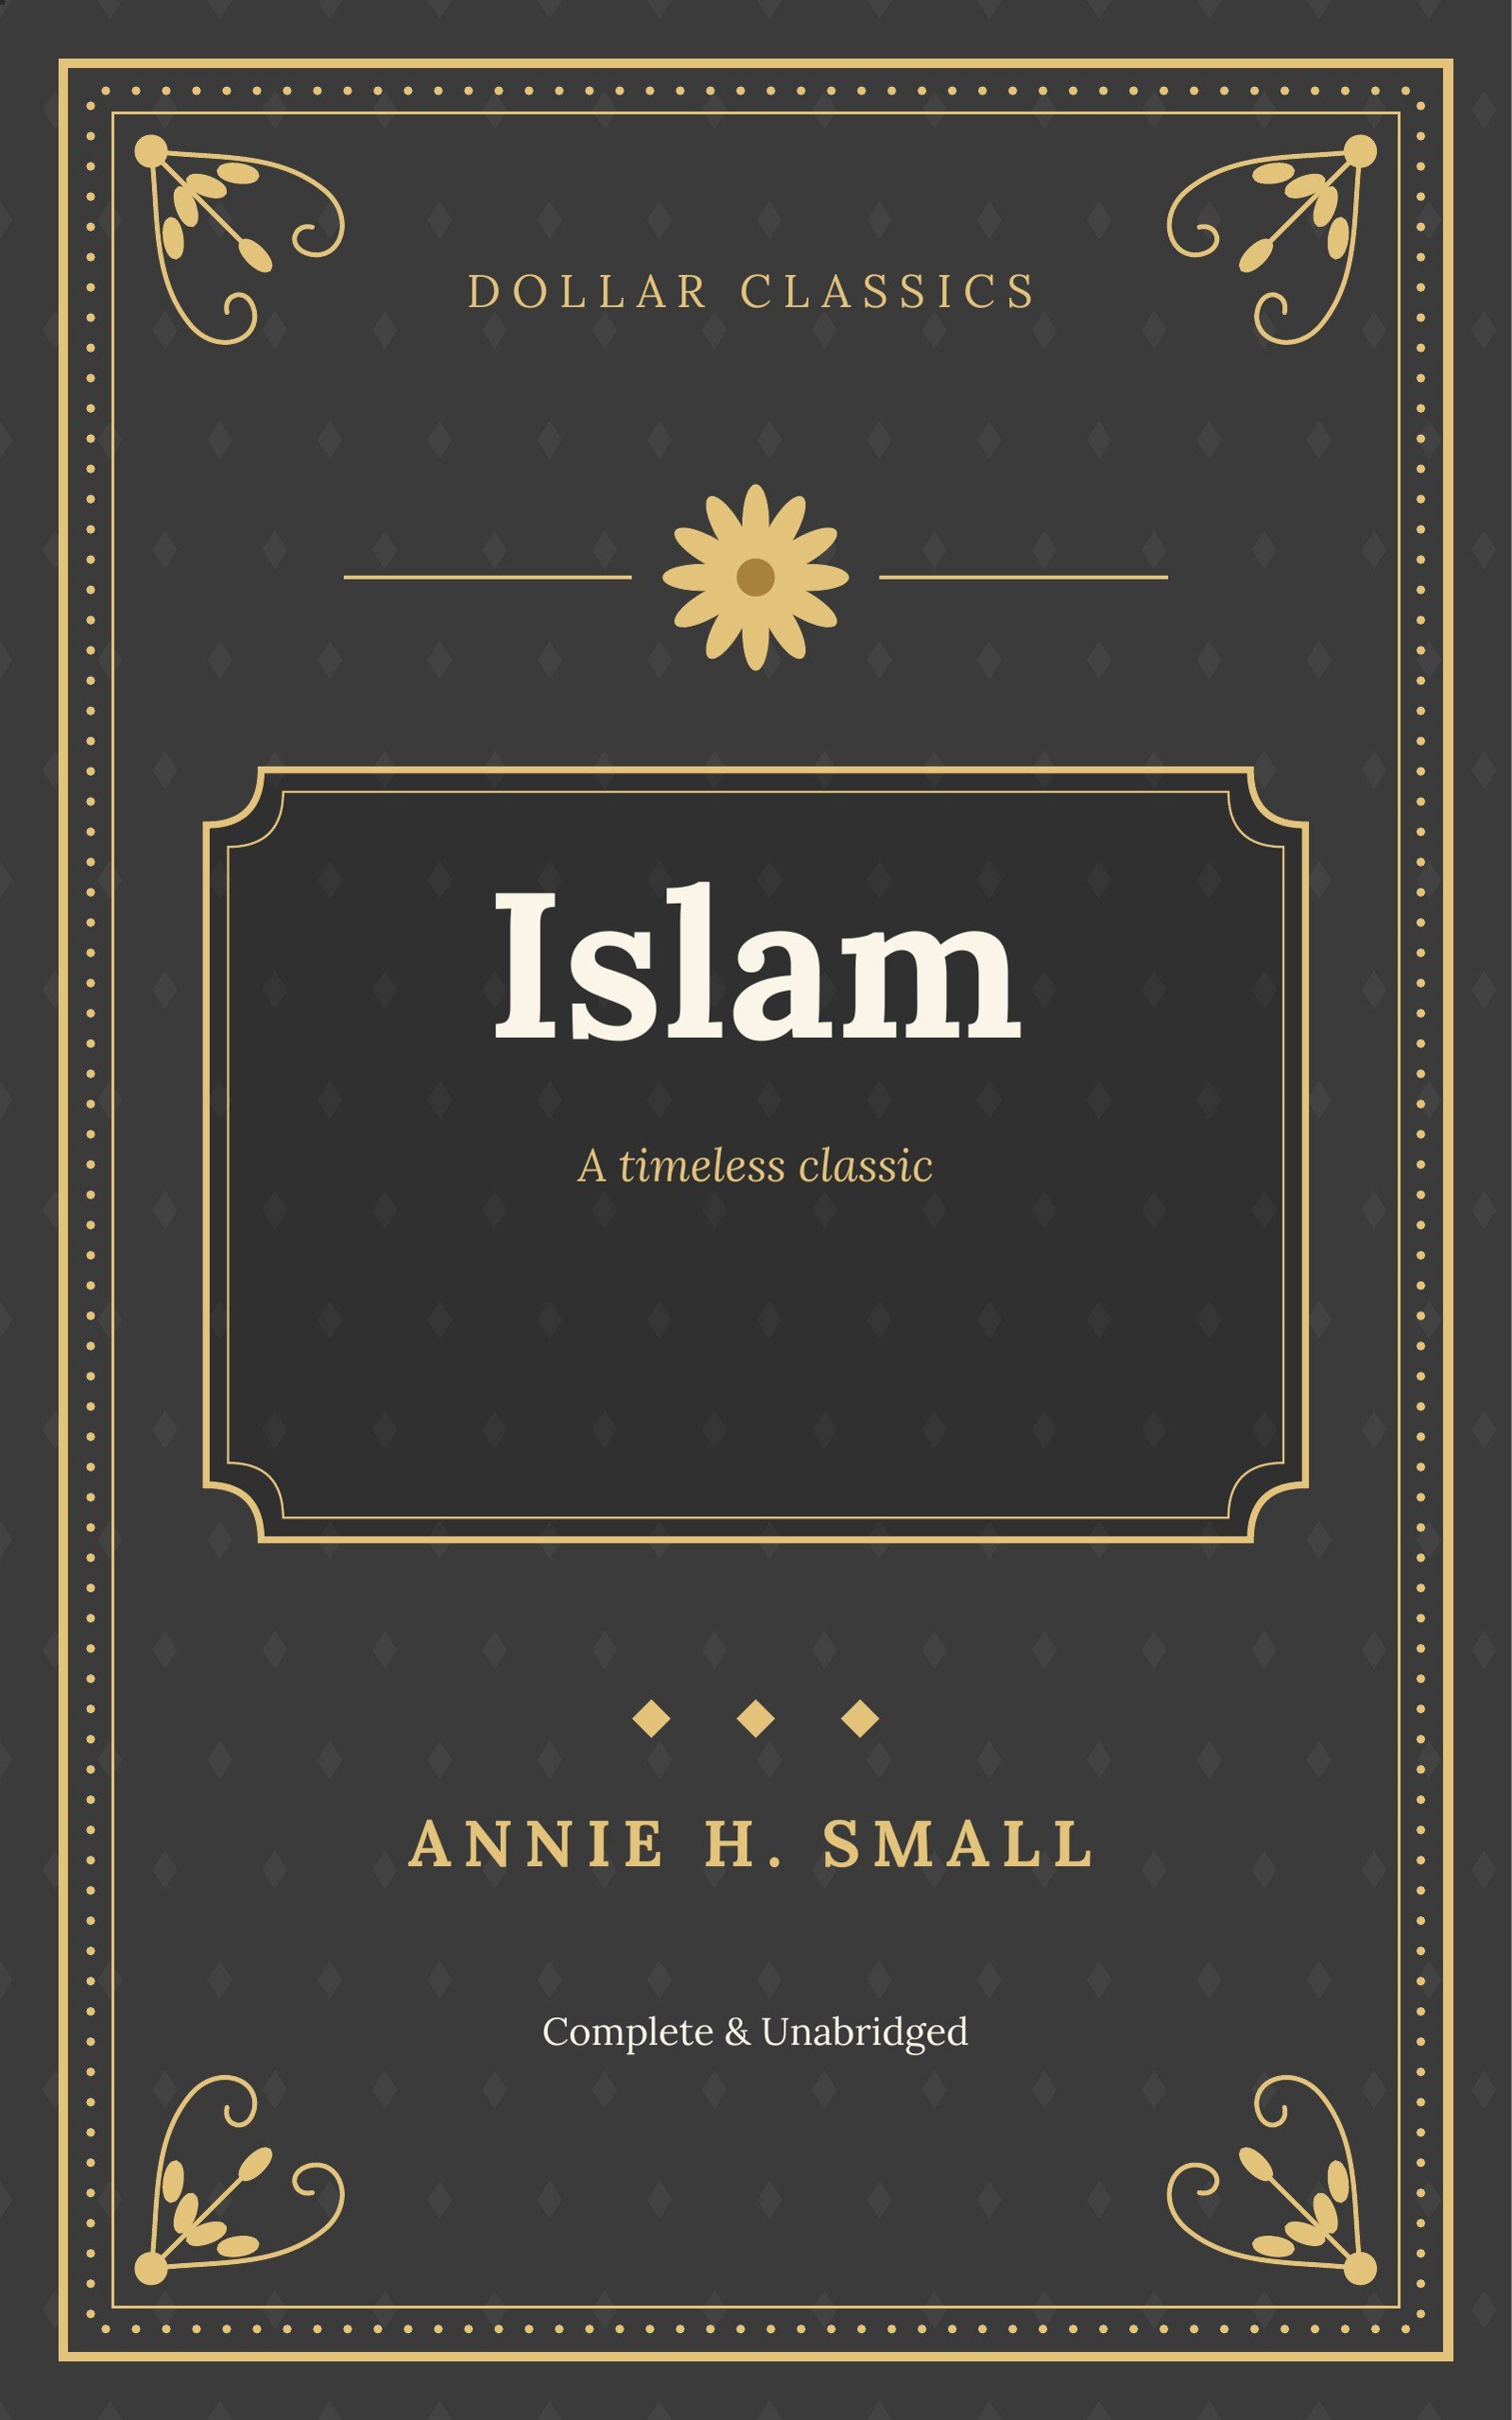 DOLLAR CLASSICS
Islam
A timeless classic
ANNIE H. SMALL
Complete & Unabridged